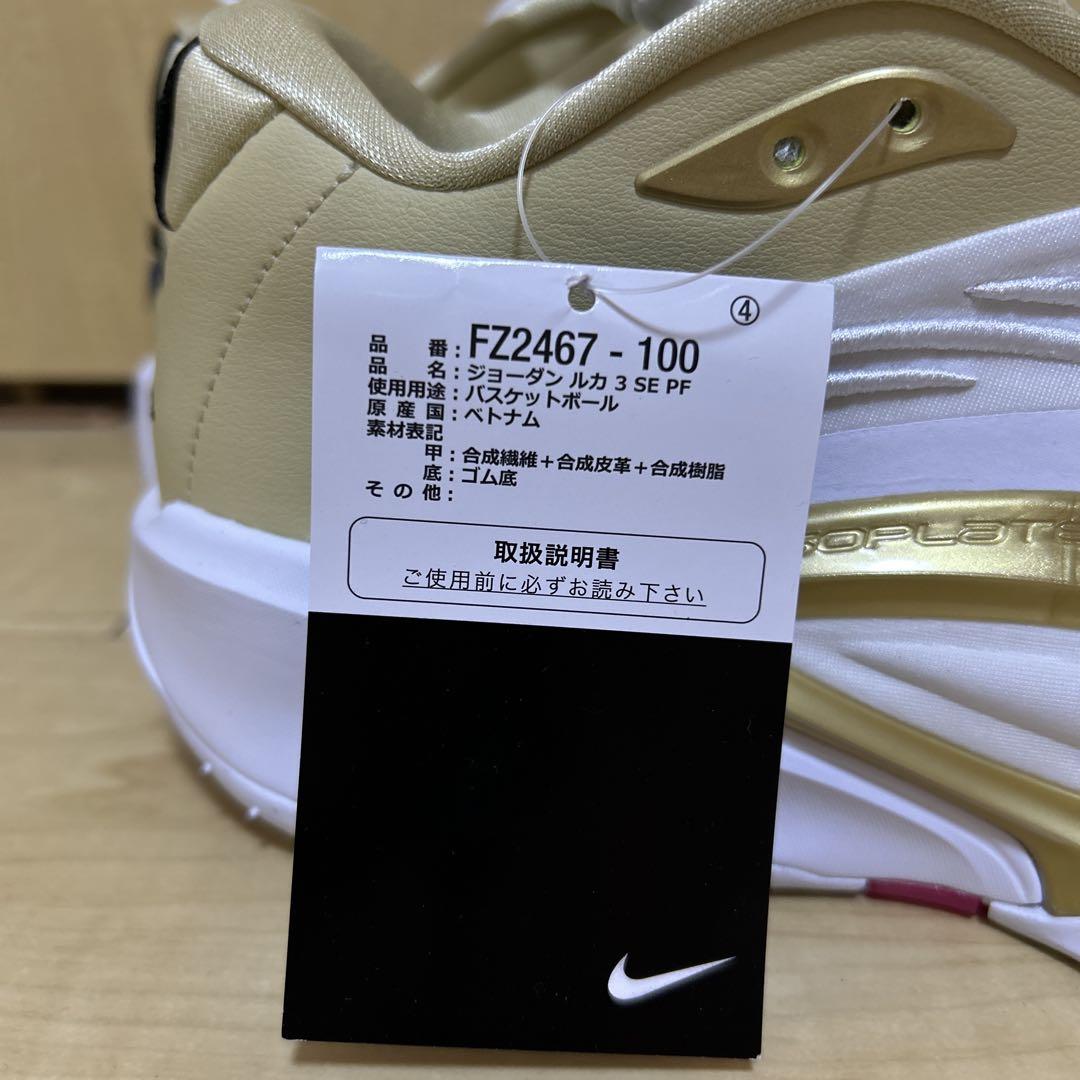 ④
品 番 : FZ2467 - 100
品 名 : ジョーダン ルカ 3 SE PF
使用用途 : バスケットボール
原 産 国 : ベトナム
素材表記
甲 : 合成繊維＋合成皮革＋合成樹脂
底 : ゴム底
そ の 他 :
取扱説明書
ご使用前に必ずお読み下さい
SOPLATE